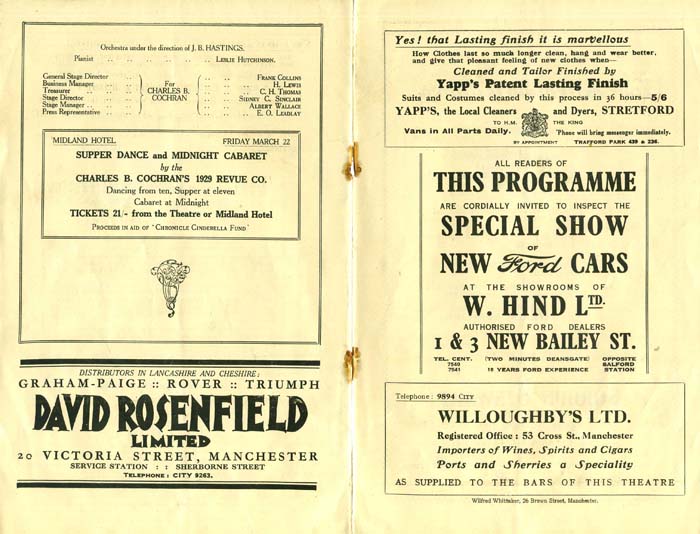 Orchestra under the direction of J. B. HASTINGS.
Pianist .. .. .. .. .. .. LESLIE HUTCHINSON.
General Stage Director .. .. FRANK COLLINS
Business Manager .. .. H. LEWIS
Treasurer .. .. For .. .. C. H. THOMAS
Stage Director .. .. CHARLES B. COCHRAN .. SIDNEY C. SINCLAIR
Stage Manager .. .. ALBERT WALLACE
Press Representative .. .. E. O. LEADLAY
MIDLAND HOTEL FRIDAY MARCH 22
SUPPER DANCE and MIDNIGHT CABARET
by the
CHARLES B. COCHRAN'S 1929 REVUE CO.
Dancing from ten, Supper at eleven
Cabaret at Midnight
TICKETS 21/- from the Theatre or Midland Hotel
PROCEEDS IN AID OF 'CHRONICLE CINDERELLA FUND'
DISTRIBUTORS IN LANCASHIRE AND CHESHIRE:
GRAHAM-PAIGE :: ROVER :: TRIUMPH
DAVID ROSENFIELD
LIMITED
20 VICTORIA STREET, MANCHESTER
SERVICE STATION : : SHERBORNE STREET
TELEPHONE: CITY 9263.
Yes! that Lasting finish it is marvellous
How Clothes last so much longer clean, hang and wear better,
and give that pleasant feeling of new clothes when—
Cleaned and Tailor Finished by
Yapp's Patent Lasting Finish
Suits and Costumes cleaned by this process in 36 hours—5/6
YAPP'S, the Local Cleaners and Dyers, STRETFORD
TO H.M. THE KING
Vans in All Parts Daily. 'Phone will bring messenger immediately.
BY APPOINTMENT TRAFFORD PARK 439 & 236.
ALL READERS OF
THIS PROGRAMME
ARE CORDIALLY INVITED TO INSPECT THE
SPECIAL SHOW
OF
NEW Ford CARS
AT THE SHOWROOMS OF
W. HIND LTD.
AUTHORISED FORD DEALERS
1 & 3 NEW BAILEY ST.
TEL. CENT. (TWO MINUTES DEANSGATE) OPPOSITE
7540 SALFORD
7541 18 YEARS FORD EXPERIENCE STATION
Telephone: 9894 CITY
WILLOUGHBY'S LTD.
Registered Office : 53 Cross St., Manchester
Importers of Wines, Spirits and Cigars
Ports and Sherries a Speciality
AS SUPPLIED TO THE BARS OF THIS THEATRE
Wilfred Whittaker, 26 Brown Street, Manchester.